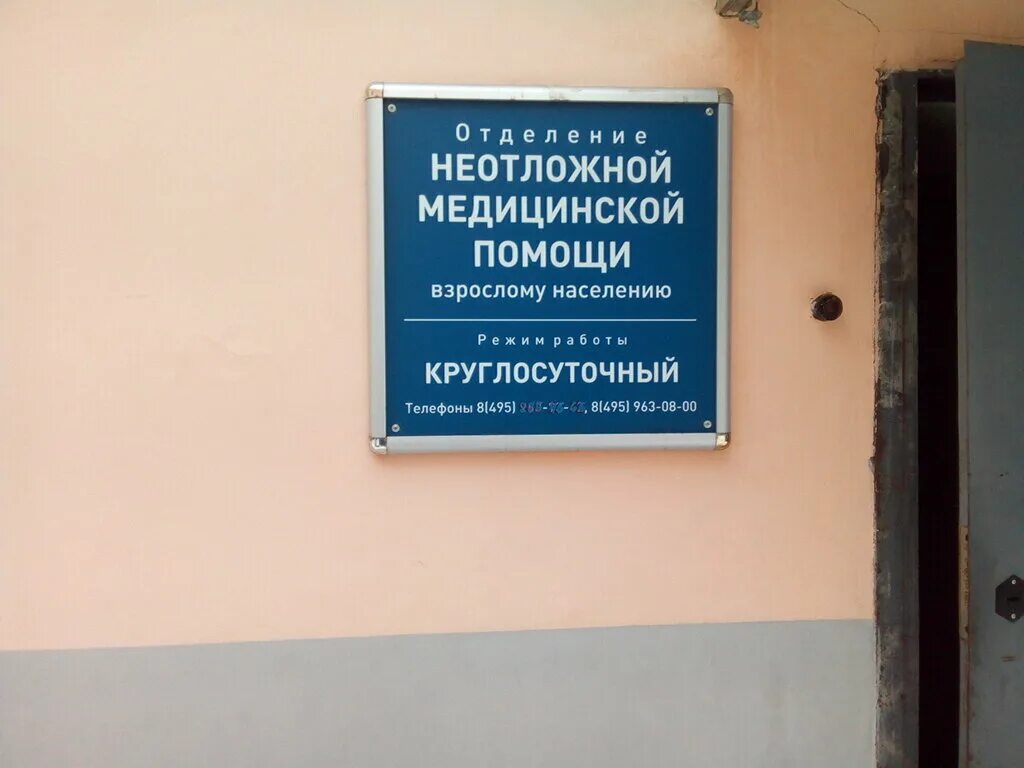 Отделение
НЕОТЛОЖНОЙ
МЕДИЦИНСКОЙ
ПОМОЩИ
взрослому населению
Режим работы
КРУГЛОСУТОЧНЫЙ
Телефоны 8(495) 8(495) 963-08-00